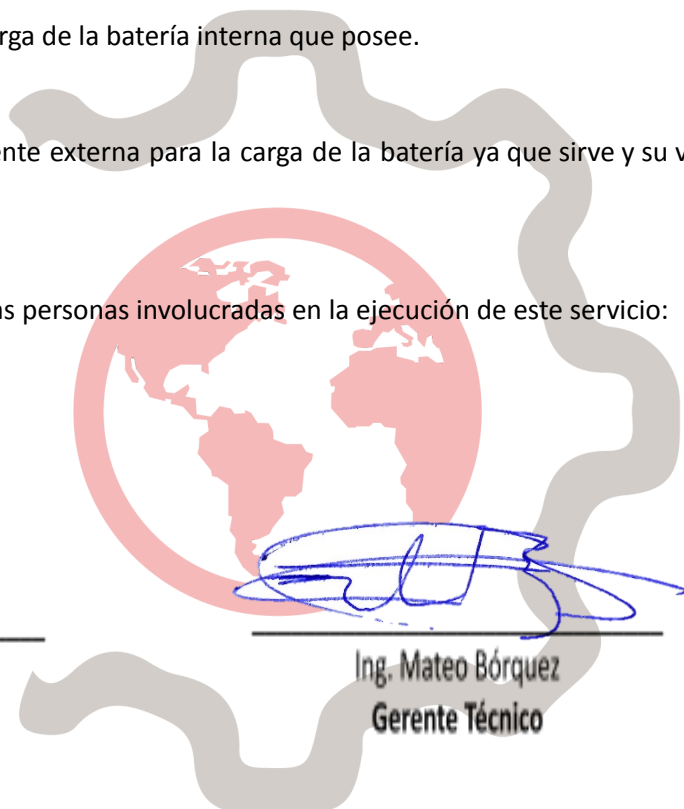 rga de la batería interna que posee.
nte externa para la carga de la batería ya que sirve y su v
as personas involucradas en la ejecución de este servicio:
Ing. Mateo Bórquez
Gerente Técnico